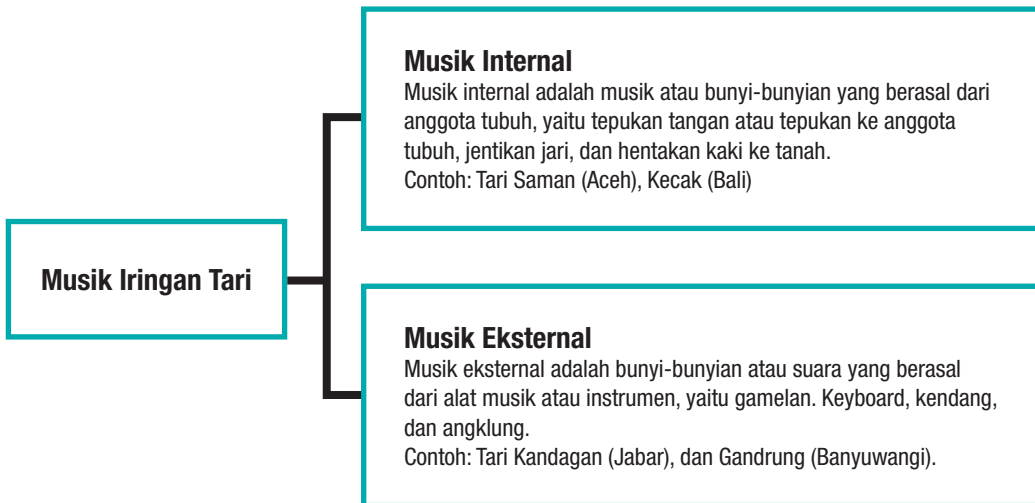 Musik Internal
Musik internal adalah musik atau bunyi-bunyian yang berasal dari
anggota tubuh, yaitu tepukan tangan atau tepukan ke anggota
tubuh, jentikan jari, dan hentakan kaki ke tanah.
Contoh: Tari Saman (Aceh), Kecak (Bali)
Musik Iringan Tari
Musik Eksternal
Musik eksternal adalah bunyi-bunyian atau suara yang berasal
dari alat musik atau instrumen, yaitu gamelan. Keyboard, kendang,
dan angklung.
Contoh: Tari Kandagan (Jabar), dan Gandrung (Banyuwangi).